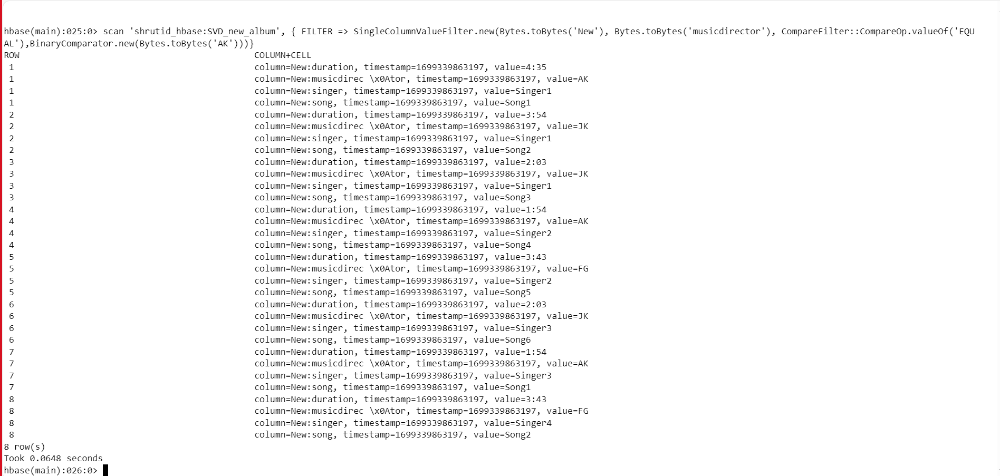 hbase(main):025:0> scan 'shrutid_hbase:SVD_new_album', { FILTER => SingleColumnValueFilter.new(Bytes.toBytes('New'), Bytes.toBytes('musicdirector'), CompareFilter::CompareOp.valueOf('EQU
AL'),BinaryComparator.new(Bytes.toBytes('AK')))}
ROW COLUMN+CELL
1 column=New:duration, timestamp=1699339863197, value=4:35
1 column=New:musicdirec \x0Ator, timestamp=1699339863197, value=AK
1 column=New:singer, timestamp=1699339863197, value=Singer1
1 column=New:song, timestamp=1699339863197, value=Song1
2 column=New:duration, timestamp=1699339863197, value=3:54
2 column=New:musicdirec \x0Ator, timestamp=1699339863197, value=JK
2 column=New:singer, timestamp=1699339863197, value=Singer1
2 column=New:song, timestamp=1699339863197, value=Song2
3 column=New:duration, timestamp=1699339863197, value=2:03
3 column=New:musicdirec \x0Ator, timestamp=1699339863197, value=JK
3 column=New:singer, timestamp=1699339863197, value=Singer1
3 column=New:song, timestamp=1699339863197, value=Song3
4 column=New:duration, timestamp=1699339863197, value=1:54
4 column=New:musicdirec \x0Ator, timestamp=1699339863197, value=AK
4 column=New:singer, timestamp=1699339863197, value=Singer2
4 column=New:song, timestamp=1699339863197, value=Song4
5 column=New:duration, timestamp=1699339863197, value=3:43
5 column=New:musicdirec \x0Ator, timestamp=1699339863197, value=FG
5 column=New:singer, timestamp=1699339863197, value=Singer2
5 column=New:song, timestamp=1699339863197, value=Song5
6 column=New:duration, timestamp=1699339863197, value=2:03
6 column=New:musicdirec \x0Ator, timestamp=1699339863197, value=JK
6 column=New:singer, timestamp=1699339863197, value=Singer3
6 column=New:song, timestamp=1699339863197, value=Song6
7 column=New:duration, timestamp=1699339863197, value=1:54
7 column=New:musicdirec \x0Ator, timestamp=1699339863197, value=AK
7 column=New:singer, timestamp=1699339863197, value=Singer3
7 column=New:song, timestamp=1699339863197, value=Song1
8 column=New:duration, timestamp=1699339863197, value=3:43
8 column=New:musicdirec \x0Ator, timestamp=1699339863197, value=FG
8 column=New:singer, timestamp=1699339863197, value=Singer4
8 column=New:song, timestamp=1699339863197, value=Song2
8 row(s)
Took 0.0648 seconds
hbase(main):026:0>